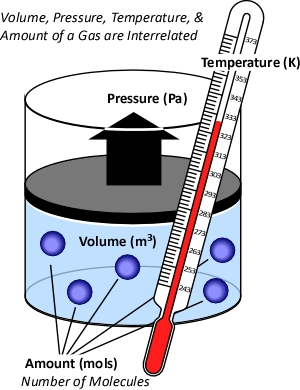 Volume, Pressure, Temperature, &
Amount of a Gas are Interrelated
Temperature (K)
373
353
343
333
323
313
303
293
283
273
263
253
243
Pressure (Pa)
Volume (m³)
Amount (mols)
Number of Molecules